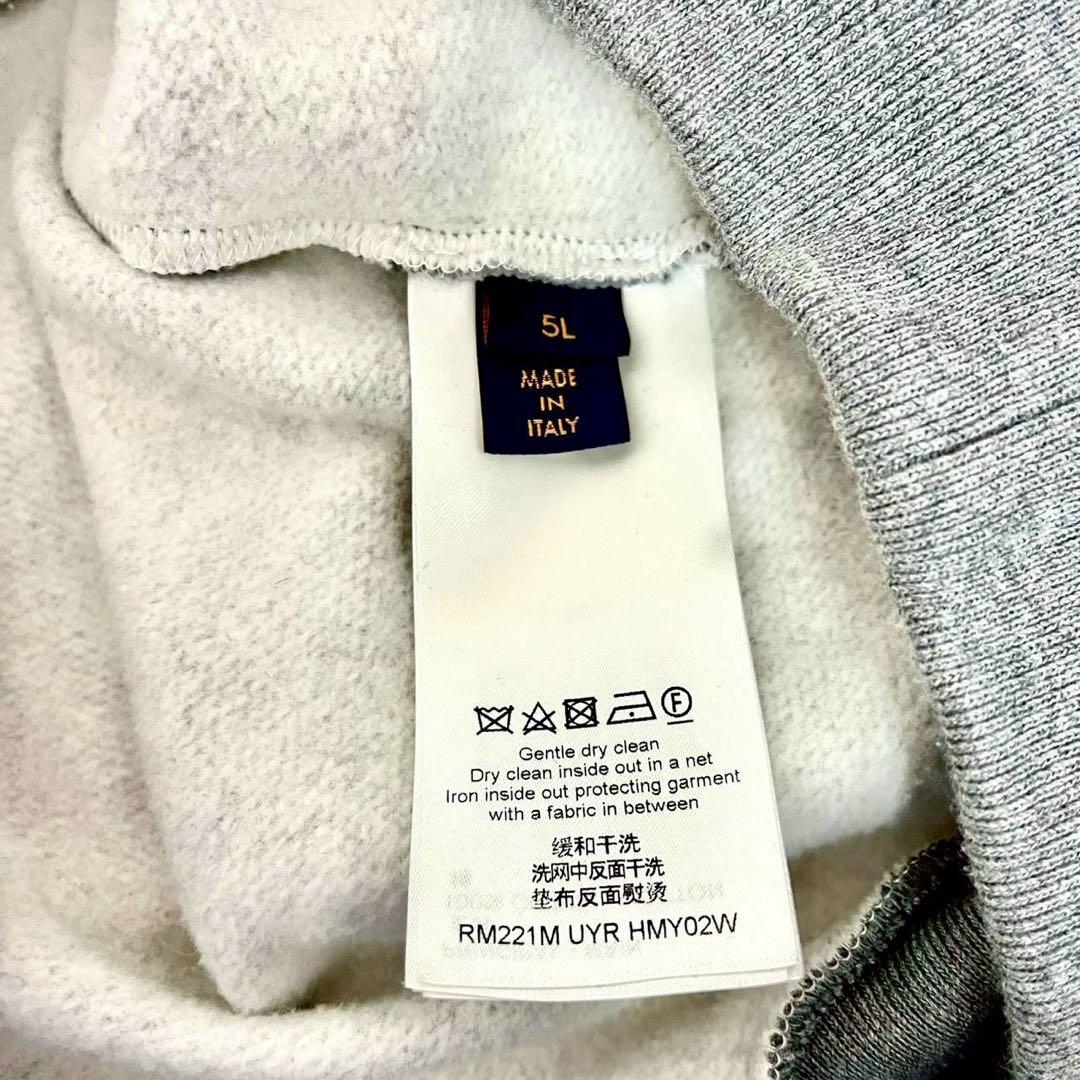 5L
MADE
IN
ITALY
F
Gentle dry clean
Dry clean inside out in a net
Iron inside out protecting garment
with a fabric in between
缓和干洗
洗网中反面干洗
垫布反面熨烫
RM221M UYR HMY02W